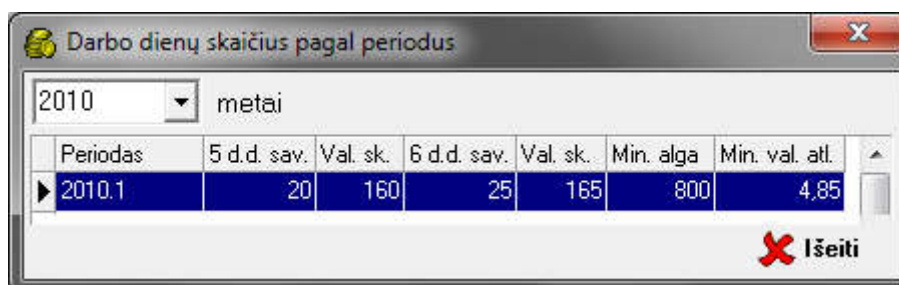 Darbo dienų skaičius pagal periodus
2010 metai
Periodas 5 d.d. sav. Val. sk. 6 d.d. sav. Val. sk. Min. alga Min. val. atl.
2010.1 20 160 25 165 800 4,85
Išeiti